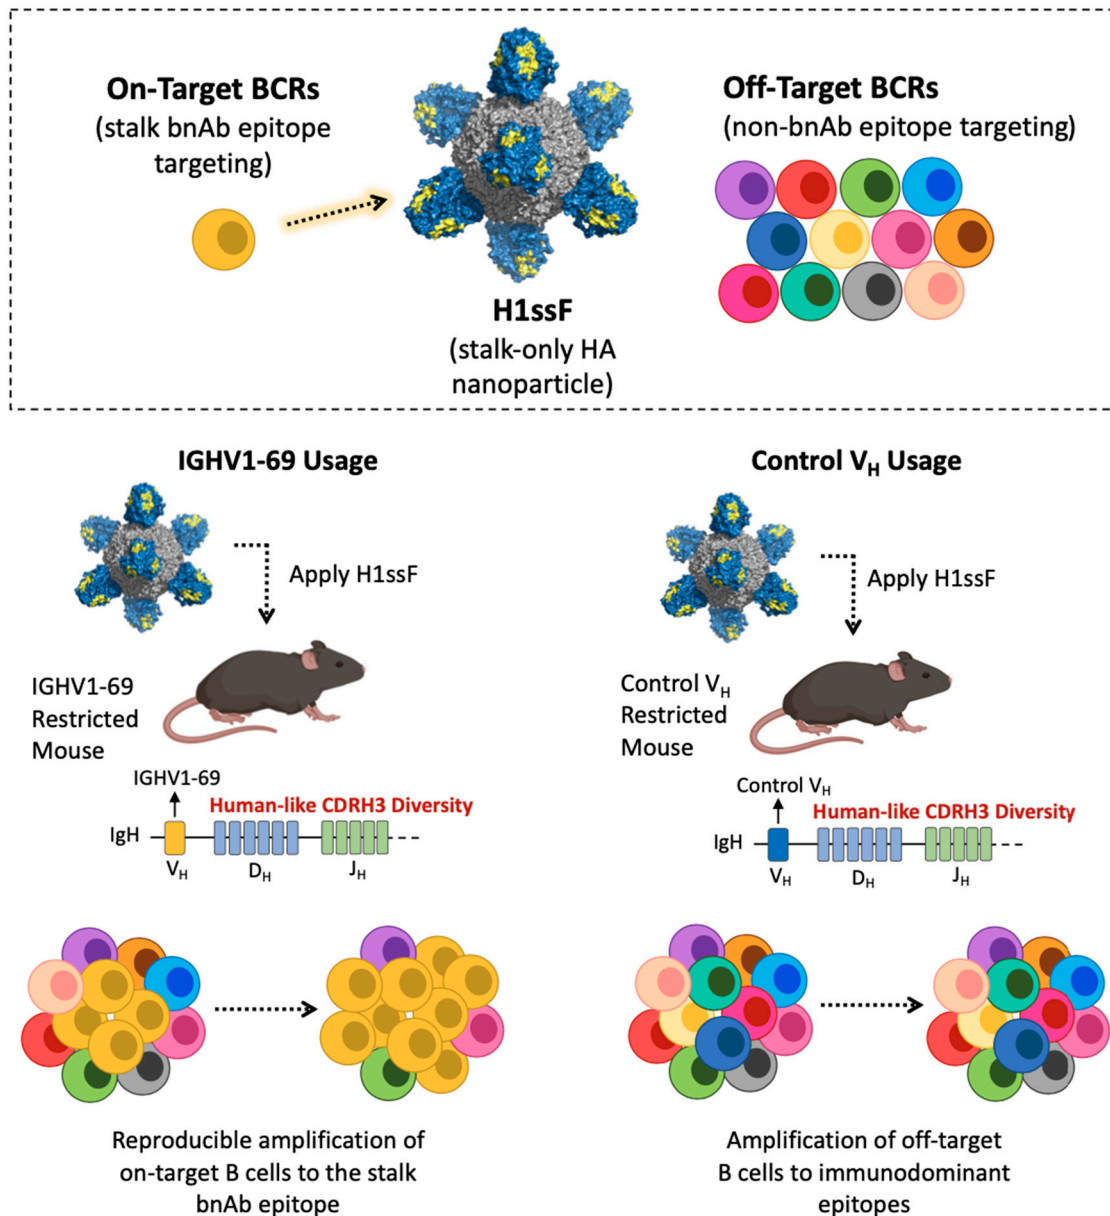 On-Target BCRs
(stalk bnAb epitope
targeting)
H1ssF
(stalk-only HA
nanoparticle)
Off-Target BCRs
(non-bnAb epitope targeting)
IGHV1-69 Usage
Apply H1ssF
IGHV1-69
Restricted
Mouse
IGHV1-69
Human-like CDRH3 Diversity
IgH
VH
DH
JH
Reproducible amplification of
on-target B cells to the stalk
bnAb epitope
Control VH Usage
Apply H1ssF
Control VH
Restricted
Mouse
Control VH
Human-like CDRH3 Diversity
IgH
VH
DH
JH
Amplification of off-target
B cells to immunodominant
epitopes